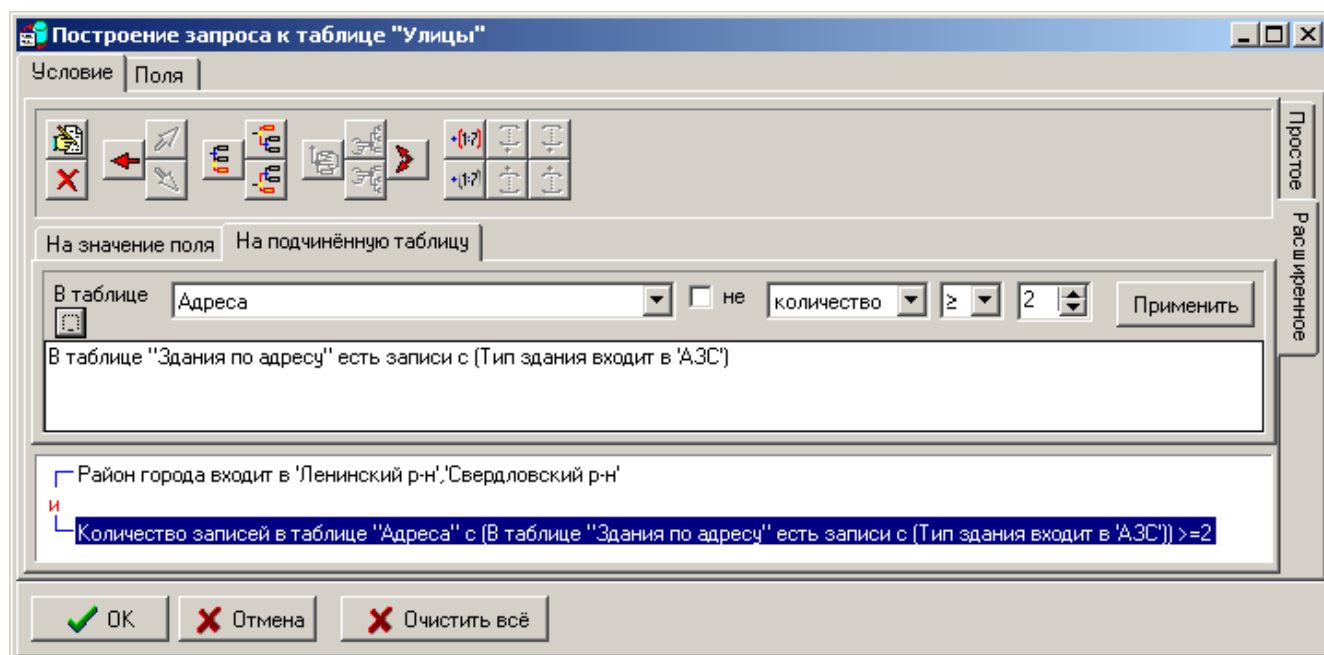 Построение запроса к таблице "Улицы"
Условие Поля
Простое
Расширенное
+(1:?)
+(1:?)
На значение поля На подчинённую таблицу
В таблице Адреса не количество ≥ 2 Применить
...
В таблице "Здания по адресу" есть записи с (Тип здания входит в 'АЗС')
Район города входит в 'Ленинский р-н','Свердловский р-н'
и
Количество записей в таблице "Адреса" с (В таблице "Здания по адресу" есть записи с (Тип здания входит в 'АЗС')) >=2
OK Отмена Очистить всё